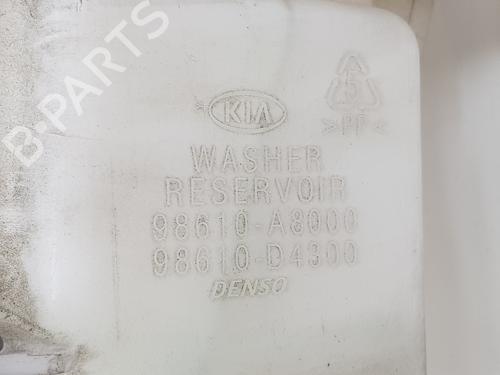 B-PARTS
KIA
>PP<
WASHER
RESERVOIR
98610-A8000
98610-D4300
DENSO